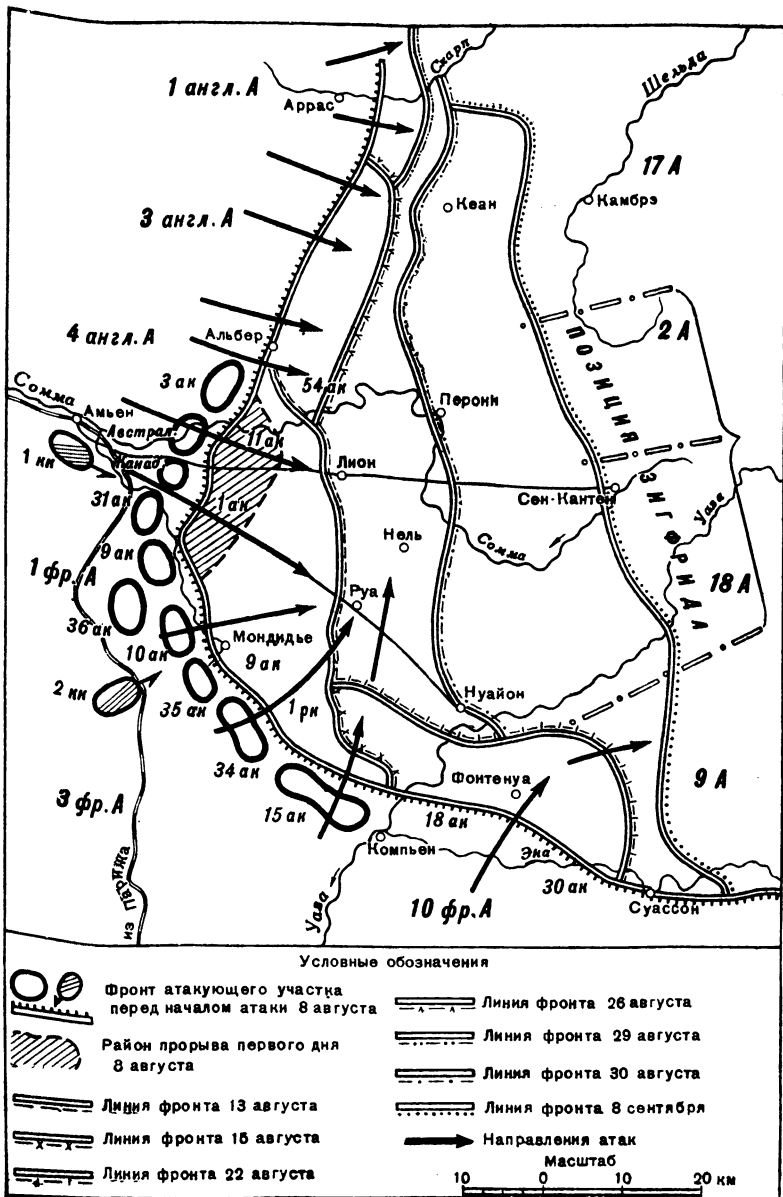 Скарп
Шельда
1 англ. А
Аррас
17 А
Кеан
Камбрэ
3 англ. А
2 А
4 англ. А
Альбер
ПОЗИЦИЯ ЗИГФРИДА
3 ак
54 ак
Сомма
Амьен
Перонн
Австрал.
11 ак
1 кк
Канад.
Лион
Сен-Кантен
Уаза
31 ак
1 ак
Сомма
9 ак
Нель
1 фр. А
18 А
36 ак
Руа
10 ак
Мондидье
9 ак
2 кк
35 ак
1 рк
Нуайон
34 ак
9 А
3 фр. А
Фонтенуа
15 ак
18 ак
Компьен
Эна
из Парижа
Уаза
10 фр. А
30 ак
Суассон
Условные обозначения
Фронт атакующего участка
перед началом атаки 8 августа
Район прорыва первого дня
8 августа
Линия фронта 13 августа
Линия фронта 15 августа
Линия фронта 22 августа
Линия фронта 26 августа
Линия фронта 29 августа
Линия фронта 30 августа
Линия фронта 8 сентября
Направления атак
Масштаб
10 0 10 20 км